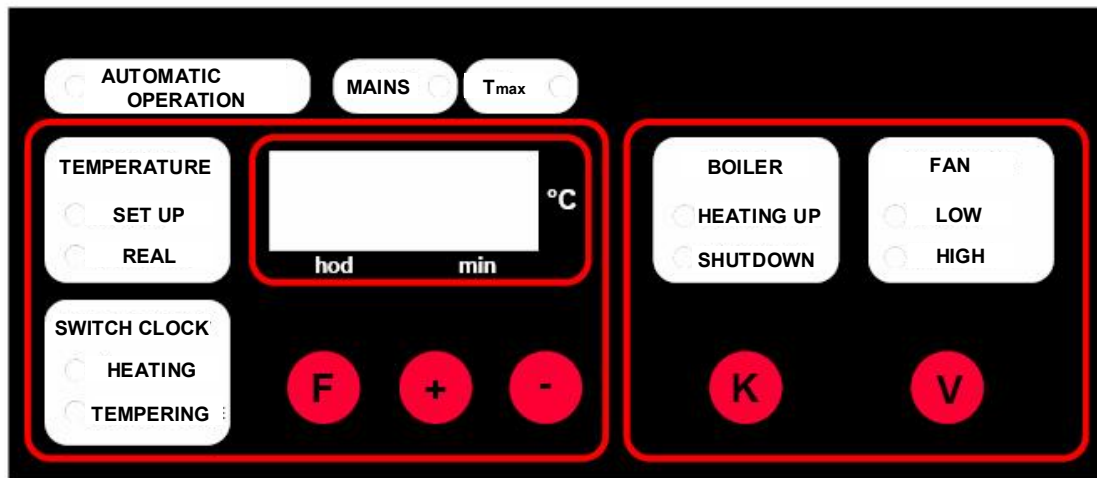 AUTOMATIC
OPERATION
MAINS
Tmax
TEMPERATURE
SET UP
REAL
°C
hod min
SWITCH CLOCK
HEATING
TEMPERING
F + -
BOILER
HEATING UP
SHUTDOWN
FAN
LOW
HIGH
K
V